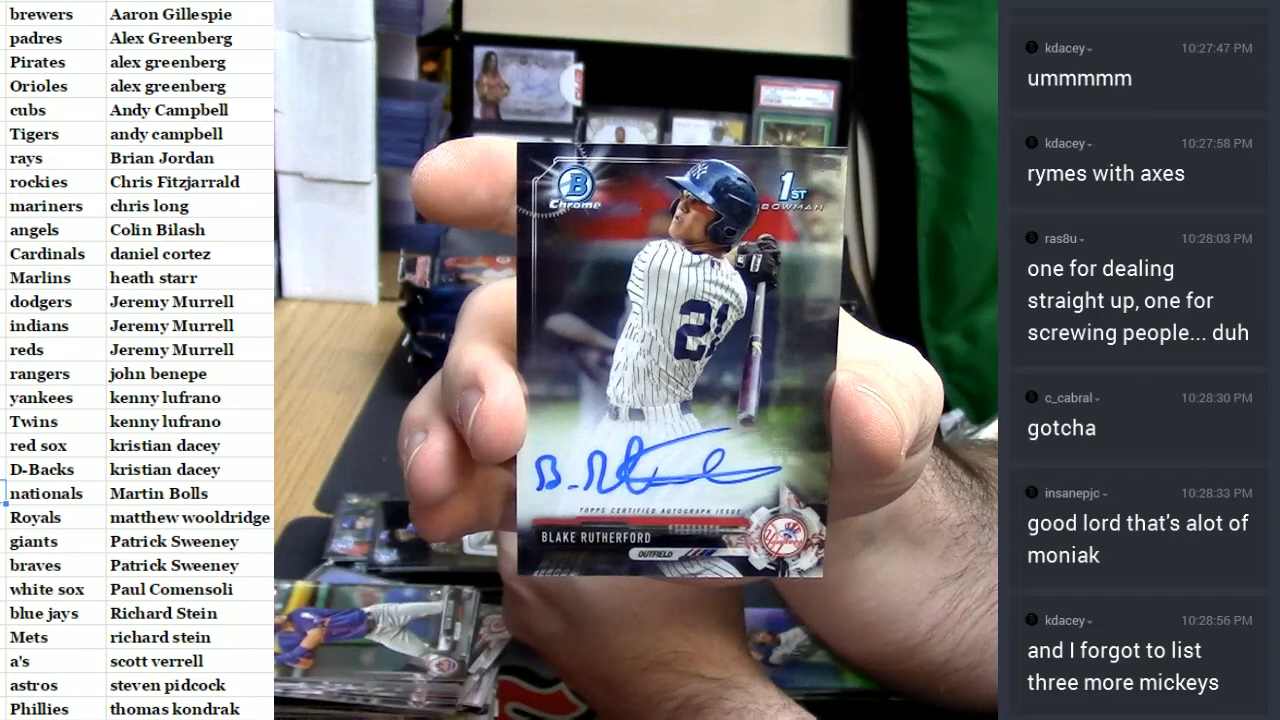 brewers Aaron Gillespie
padres Alex Greenberg
Pirates alex greenberg
Orioles alex greenberg
cubs Andy Campbell
Tigers andy campbell
rays Brian Jordan
rockies Chris Fitzjarrald
mariners chris long
angels Colin Bilash
Cardinals daniel cortez
Marlins heath starr
dodgers Jeremy Murrell
indians Jeremy Murrell
reds Jeremy Murrell
rangers john benepe
yankees kenny lufrano
Twins kenny lufrano
red sox kristian dacey
D-Backs kristian dacey
nationals Martin Bolls
Royals matthew wooldridge
giants Patrick Sweeney
braves Patrick Sweeney
white sox Paul Comensoli
blue jays Richard Stein
Mets richard stein
a's scott verrell
astros steven pidcock
Phillies thomas kondrak
B
Chrome
1ST
BOWMAN
21
TOPPS CERTIFIED AUTOGRAPH ISSUE
BLAKE RUTHERFORD
OUTFIELD
Yankees
kdacey 10:27:47 PM
ummmmm
kdacey 10:27:58 PM
rymes with axes
ras8u 10:28:03 PM
one for dealing
straight up, one for
screwing people... duh
c_cabral 10:28:30 PM
gotcha
insanepjc 10:28:33 PM
good lord that's alot of
moniak
kdacey 10:28:56 PM
and I forgot to list
three more mickeys